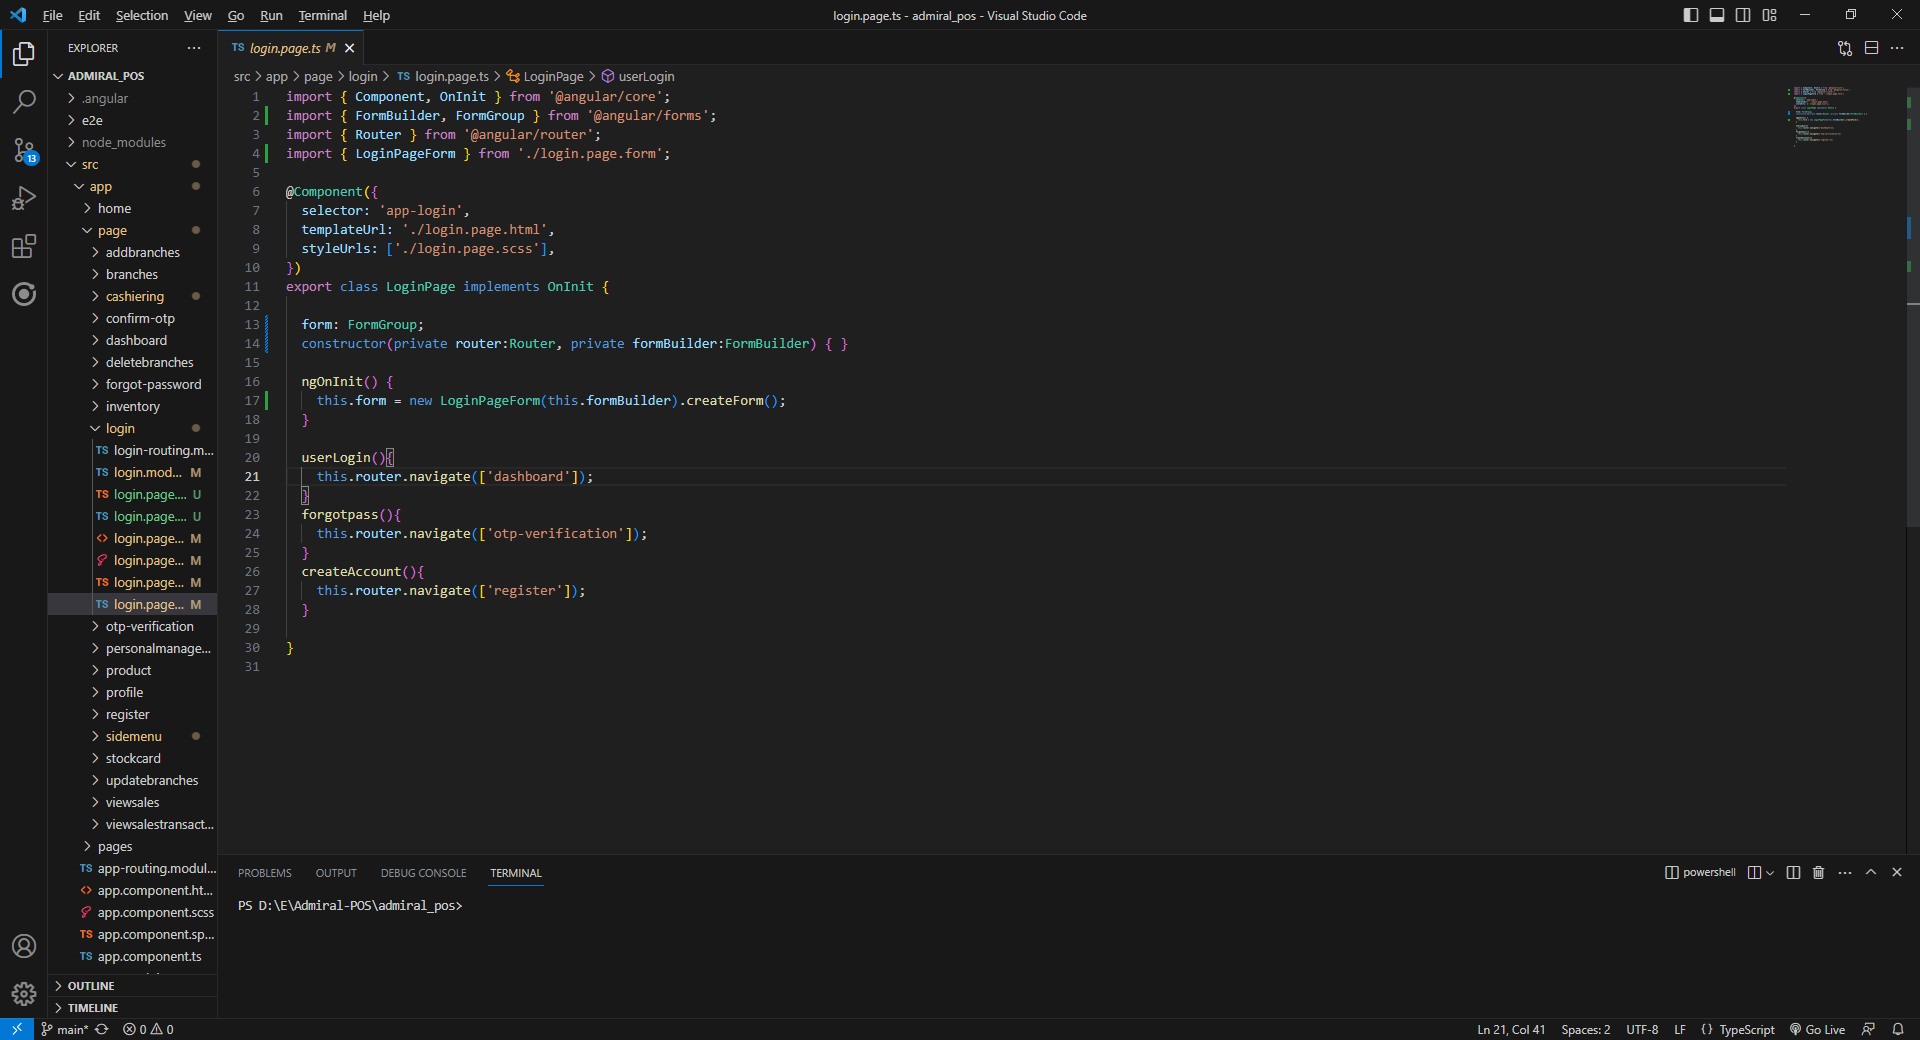 File Edit Selection View Go Run Terminal Help
login.page.ts - admiral_pos - Visual Studio Code
EXPLORER
ADMIRAL_POS
.angular
e2e
node_modules
src
app
home
page
addbranches
branches
cashiering
confirm-otp
dashboard
deletebranches
forgot-password
inventory
login
TS login-routing.m...
TS login.mod... M
TS login.page.... U
TS login.page.... U
login.page... M
login.page... M
TS login.page... M
TS login.page... M
otp-verification
personalmanage...
product
profile
register
sidemenu
stockcard
updatebranches
viewsales
viewsalestransact...
pages
TS app-routing.modul...
app.component.ht...
app.component.scss
TS app.component.sp...
TS app.component.ts
OUTLINE
TIMELINE
13
TS login.page.ts M
src > app > page > login > TS login.page.ts > LoginPage > userLogin
1 import { Component, OnInit } from '@angular/core';
2 import { FormBuilder, FormGroup } from '@angular/forms';
3 import { Router } from '@angular/router';
4 import { LoginPageForm } from './login.page.form';
5
6 @Component({
7 selector: 'app-login',
8 templateUrl: './login.page.html',
9 styleUrls: ['./login.page.scss'],
10 })
11 export class LoginPage implements OnInit {
12
13 form: FormGroup;
14 constructor(private router:Router, private formBuilder:FormBuilder) { }
15
16 ngOnInit() {
17 this.form = new LoginPageForm(this.formBuilder).createForm();
18 }
19
20 userLogin(){
21 this.router.navigate(['dashboard']);
22 }
23 forgotpass(){
24 this.router.navigate(['otp-verification']);
25 }
26 createAccount(){
27 this.router.navigate(['register']);
28 }
29
30 }
31
PROBLEMS OUTPUT DEBUG CONSOLE TERMINAL
powershell
PS D:\E\Admiral-POS\admiral_pos>
main* 0 0
Ln 21, Col 41 Spaces: 2 UTF-8 LF {} TypeScript Go Live